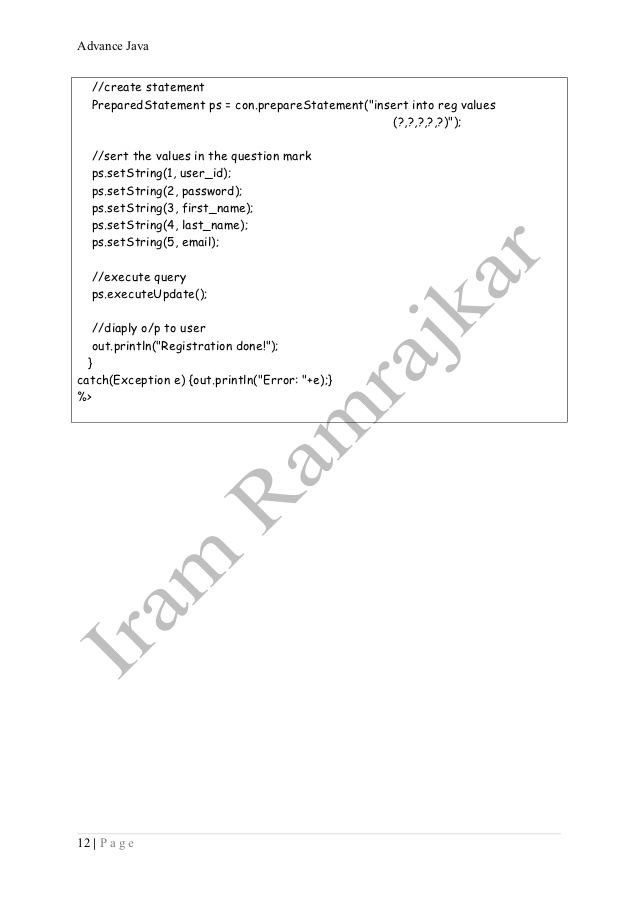 Advance Java
//create statement
PreparedStatement ps = con.prepareStatement("insert into reg values
(?,?,?,?,?)");
//sert the values in the question mark
ps.setString(1, user_id);
ps.setString(2, password);
ps.setString(3, first_name);
ps.setString(4, last_name);
ps.setString(5, email);
//execute query
ps.executeUpdate();
//diaply o/p to user
out.println("Registration done!");
}
catch(Exception e) {out.println("Error: "+e);}
%>
Iram Ramrajkar
12 | P a g e